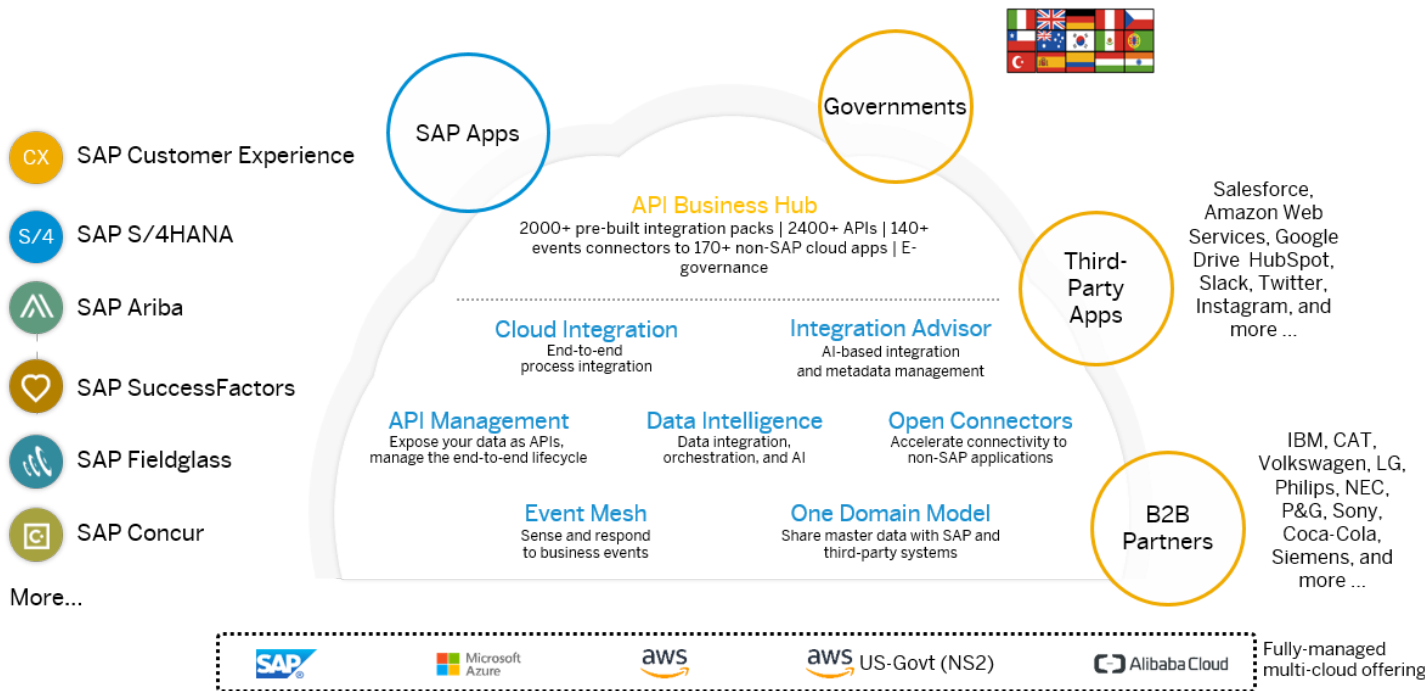 SAP Apps
Governments
CX
SAP Customer Experience
S/4
SAP S/4HANA
SAP Ariba
SAP SuccessFactors
SAP Fieldglass
SAP Concur
More...
API Business Hub
2000+ pre-built integration packs | 2400+ APIs | 140+
events connectors to 170+ non-SAP cloud apps | E-
governance
Cloud Integration
End-to-end
process integration
Integration Advisor
AI-based integration
and metadata management
API Management
Expose your data as APIs,
manage the end-to-end lifecycle
Data Intelligence
Data integration,
orchestration, and AI
Open Connectors
Accelerate connectivity to
non-SAP applications
Event Mesh
Sense and respond
to business events
One Domain Model
Share master data with SAP and
third-party systems
Third-
Party
Apps
Salesforce,
Amazon Web
Services, Google
Drive HubSpot,
Slack, Twitter,
Instagram, and
more ...
B2B
Partners
IBM, CAT,
Volkswagen, LG,
Philips, NEC,
P&G, Sony,
Coca-Cola,
Siemens, and
more ...
SAP®
Microsoft
Azure
aws
aws US-Govt (NS2)
Alibaba Cloud
Fully-managed
multi-cloud offering